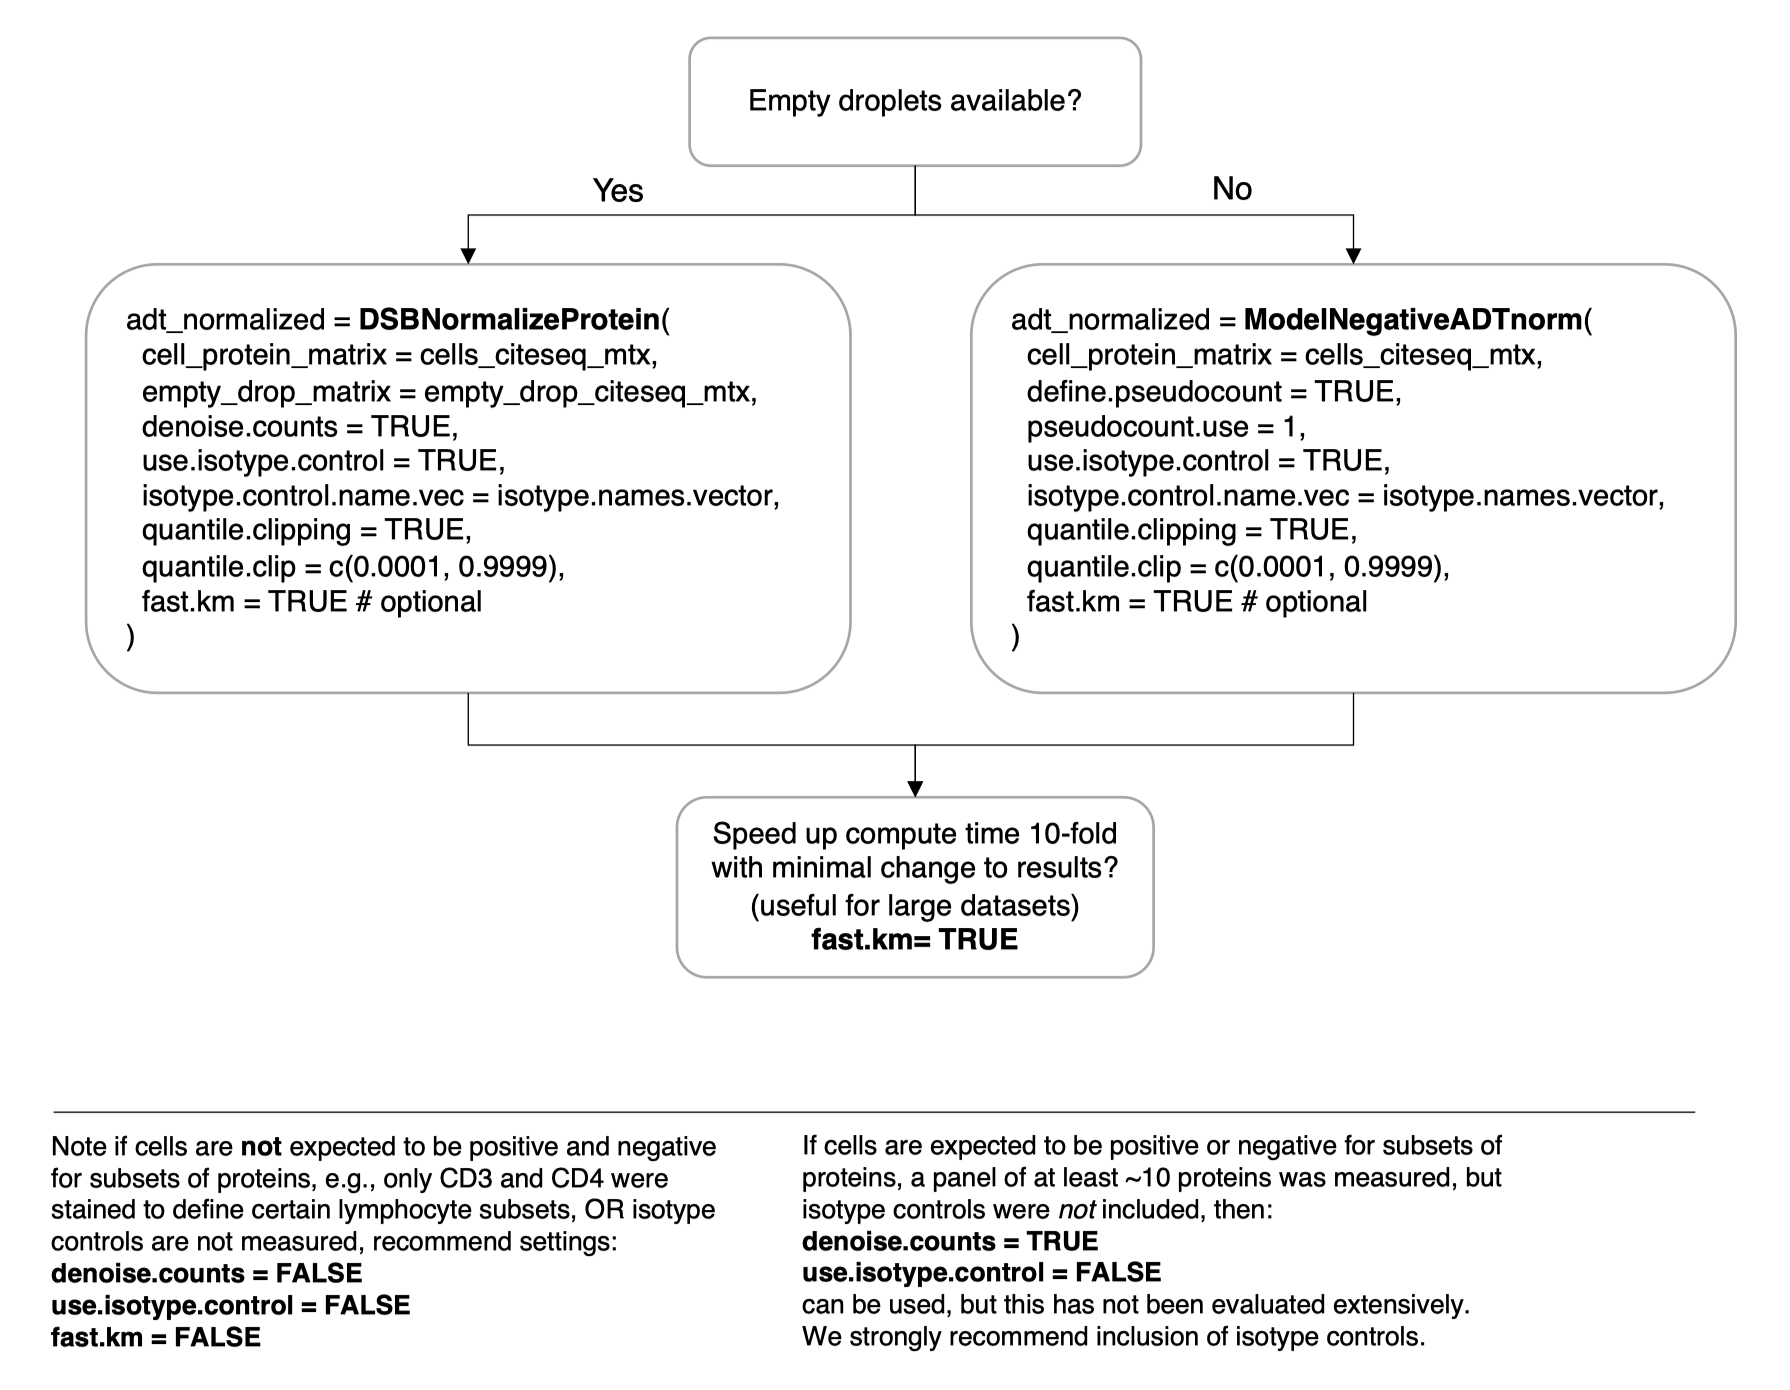 Empty droplets available?
Yes
No
adt_normalized = DSBNormalizeProtein(
cell_protein_matrix = cells_citeseq_mtx,
empty_drop_matrix = empty_drop_citeseq_mtx,
denoise.counts = TRUE,
use.isotype.control = TRUE,
isotype.control.name.vec = isotype.names.vector,
quantile.clipping = TRUE,
quantile.clip = c(0.0001, 0.9999),
fast.km = TRUE # optional
)
adt_normalized = ModelNegativeADTnorm(
cell_protein_matrix = cells_citeseq_mtx,
define.pseudocount = TRUE,
pseudocount.use = 1,
use.isotype.control = TRUE,
isotype.control.name.vec = isotype.names.vector,
quantile.clipping = TRUE,
quantile.clip = c(0.0001, 0.9999),
fast.km = TRUE # optional
)
Speed up compute time 10-fold
with minimal change to results?
(useful for large datasets)
fast.km= TRUE
Note if cells are not expected to be positive and negative
for subsets of proteins, e.g., only CD3 and CD4 were
stained to define certain lymphocyte subsets, OR isotype
controls are not measured, recommend settings:
denoise.counts = FALSE
use.isotype.control = FALSE
fast.km = FALSE
If cells are expected to be positive or negative for subsets of
proteins, a panel of at least ~10 proteins was measured, but
isotype controls were not included, then:
denoise.counts = TRUE
use.isotype.control = FALSE
can be used, but this has not been evaluated extensively.
We strongly recommend inclusion of isotype controls.